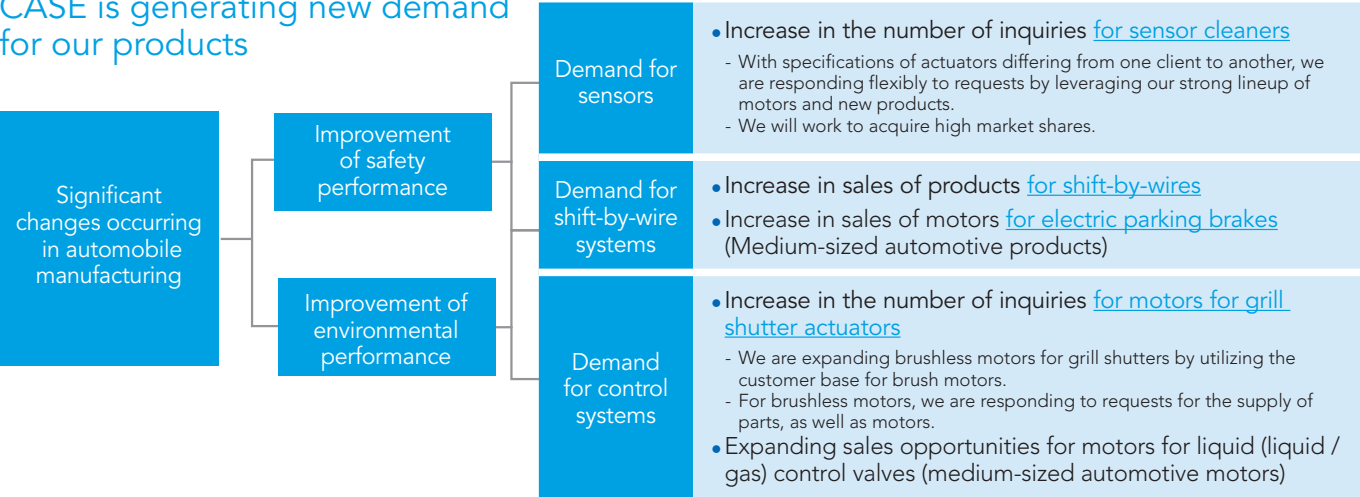 CASE is generating new demand
for our products
Significant
changes occurring
in automobile
manufacturing
Improvement
of safety
performance
Improvement of
environmental
performance
Demand for
sensors
• Increase in the number of inquiries for sensor cleaners
- With specifications of actuators differing from one client to another, we
are responding flexibly to requests by leveraging our strong lineup of
motors and new products.
- We will work to acquire high market shares.
Demand for
shift-by-wire
systems
• Increase in sales of products for shift-by-wires
• Increase in sales of motors for electric parking brakes
(Medium-sized automotive products)
Demand
for control
systems
• Increase in the number of inquiries for motors for grill
shutter actuators
- We are expanding brushless motors for grill shutters by utilizing the
customer base for brush motors.
- For brushless motors, we are responding to requests for the supply of
parts, as well as motors.
• Expanding sales opportunities for motors for liquid (liquid /
gas) control valves (medium-sized automotive motors)